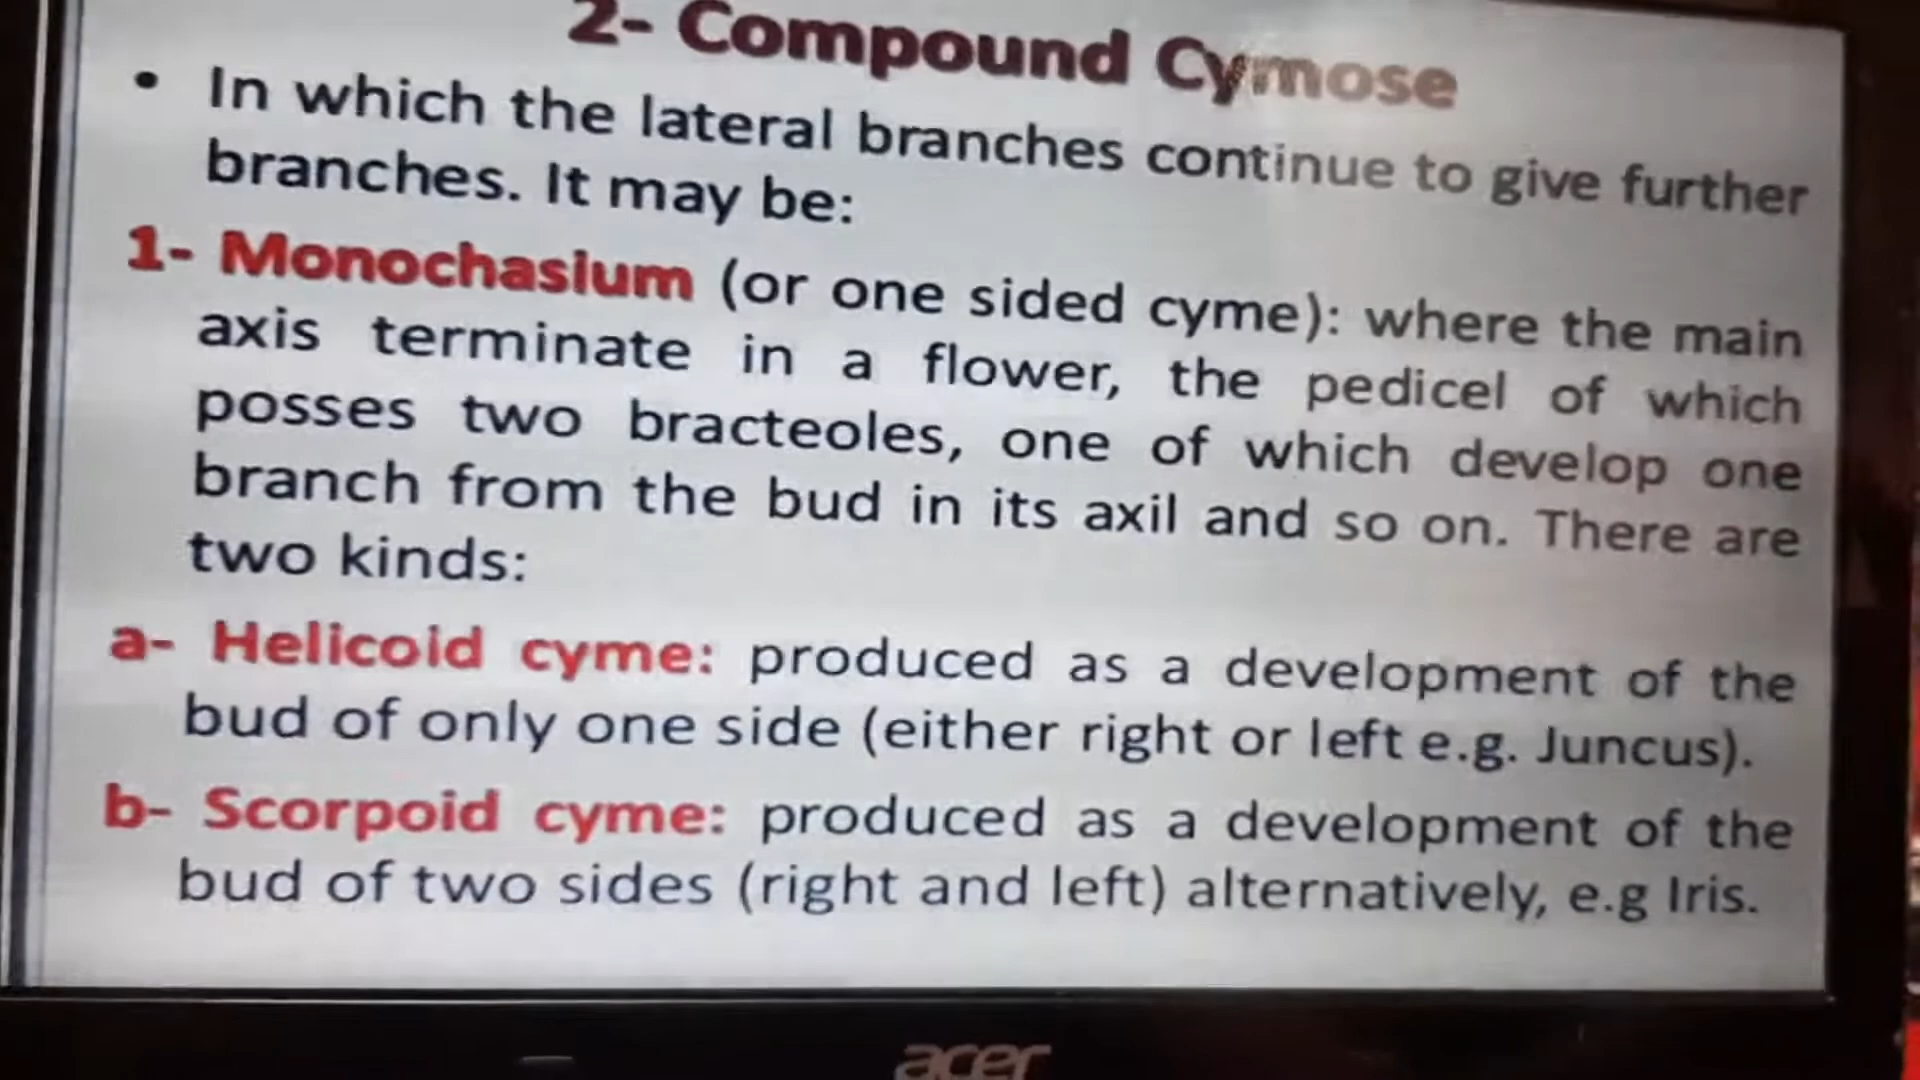 2- Compound Cymose
• In which the lateral branches continue to give further
branches. It may be:
1- Monochasium (or one sided cyme): where the main
axis terminate in a flower, the pedicel of which
posses two bracteoles, one of which develop one
branch from the bud in its axil and so on. There are
two kinds:
a- Helicoid cyme: produced as a development of the
bud of only one side (either right or left e.g. Juncus).
b- Scorpoid cyme: produced as a development of the
bud of two sides (right and left) alternatively, e.g Iris.
acer